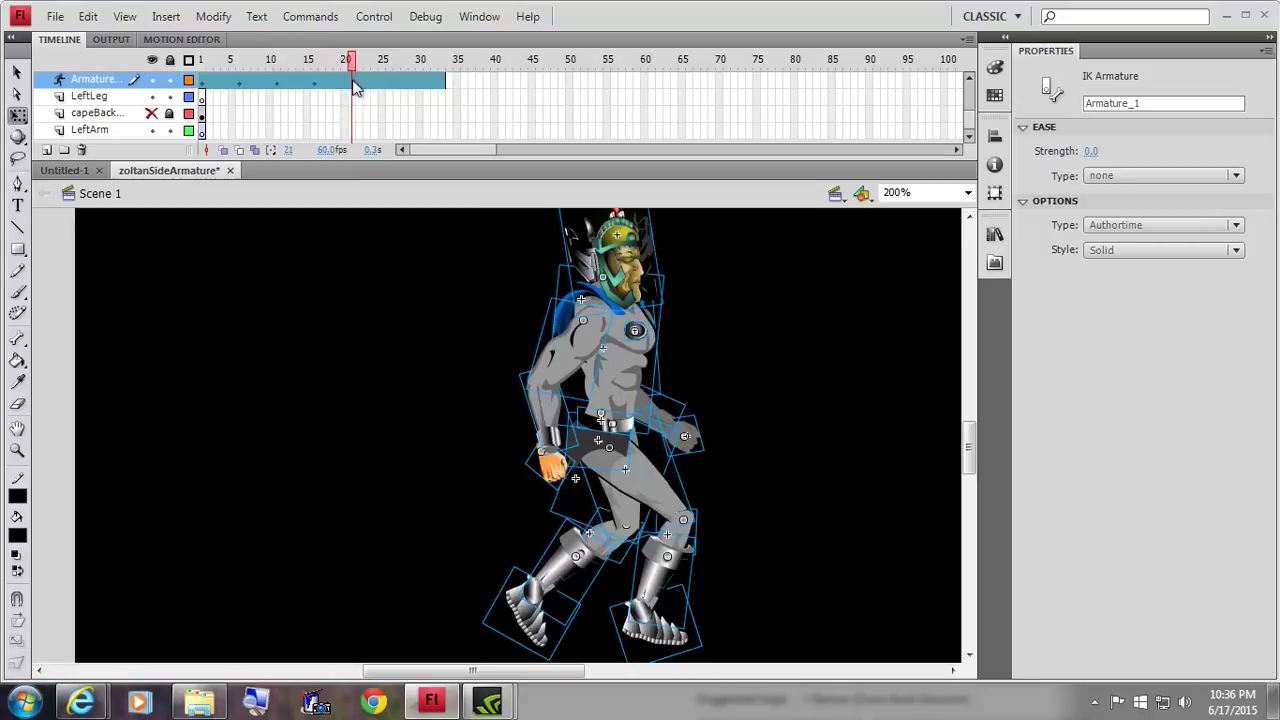 Fl File Edit View Insert Modify Text Commands Control Debug Window Help CLASSIC
TIMELINE OUTPUT MOTION EDITOR
1 5 10 15 20 25 30 35 40 45 50 55 60 65 70 75 80 85 90 95 100
Armature...
LeftLeg
capeBack...
LeftArm
21 60.0fps 0.3s
Untitled-1 zoltanSideArmature*
Scene 1
200%
PROPERTIES
IK Armature
Armature_1
EASE
Strength: 0.0
Type: none
OPTIONS
Type: Authortime
Style: Solid
Fl
10:36 PM
6/17/2015